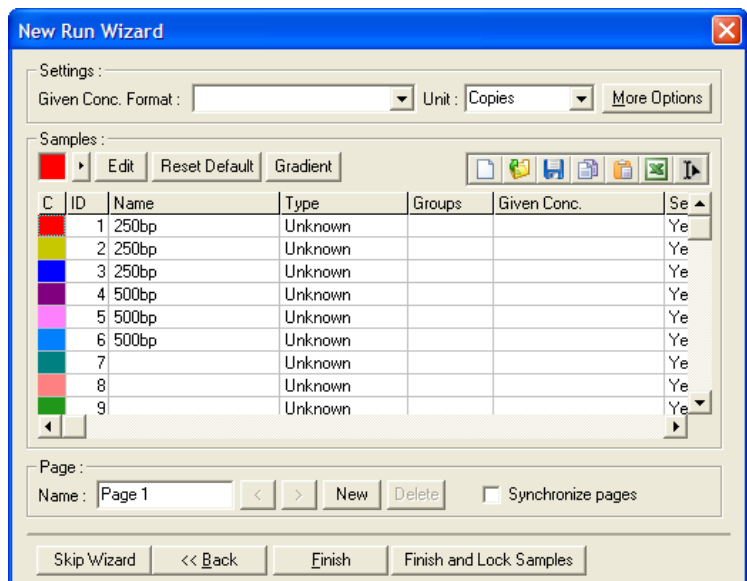 New Run Wizard
Settings :
Given Conc. Format : Unit : Copies More Options
Samples :
Edit Reset Default Gradient
C ID Name Type Groups Given Conc. Se
1 250bp Unknown Ye
2 250bp Unknown Ye
3 250bp Unknown Ye
4 500bp Unknown Ye
5 500bp Unknown Ye
6 500bp Unknown Ye
7 Unknown Ye
8 Unknown Ye
9 Unknown Ye
Page :
Name : Page 1 < > New Delete Synchronize pages
Skip Wizard << Back Finish Finish and Lock Samples